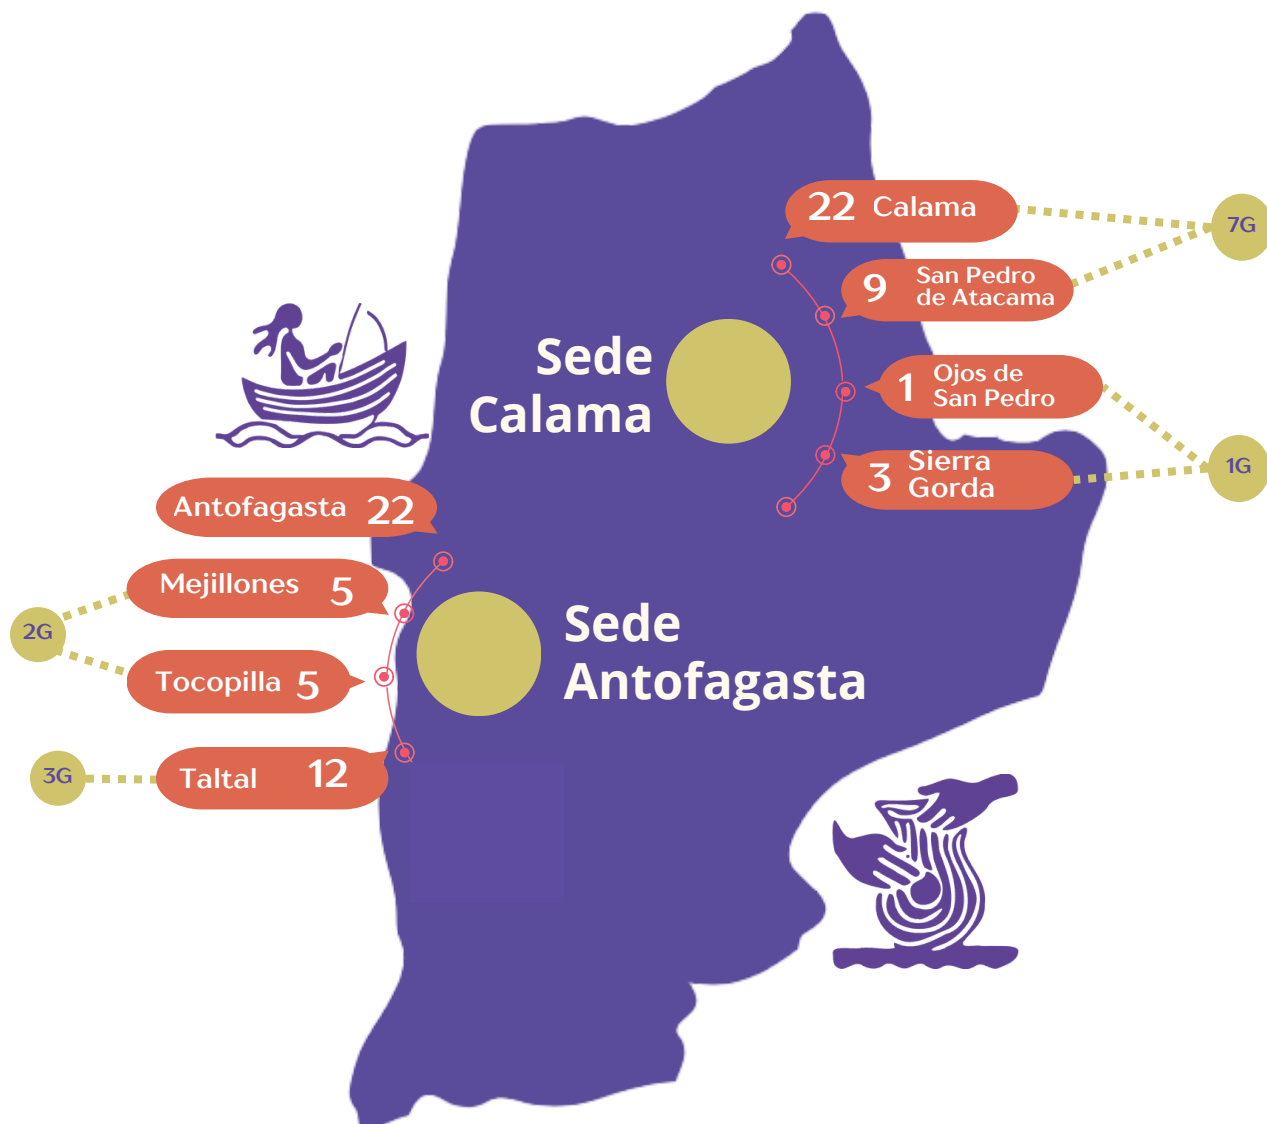 22 Calama
7G
9 San Pedro
de Atacama
Sede
Calama
1 Ojos de
San Pedro
3 Sierra
Gorda
1G
Antofagasta 22
Mejillones 5
2G
Tocopilla 5
Sede
Antofagasta
3G
Taltal 12